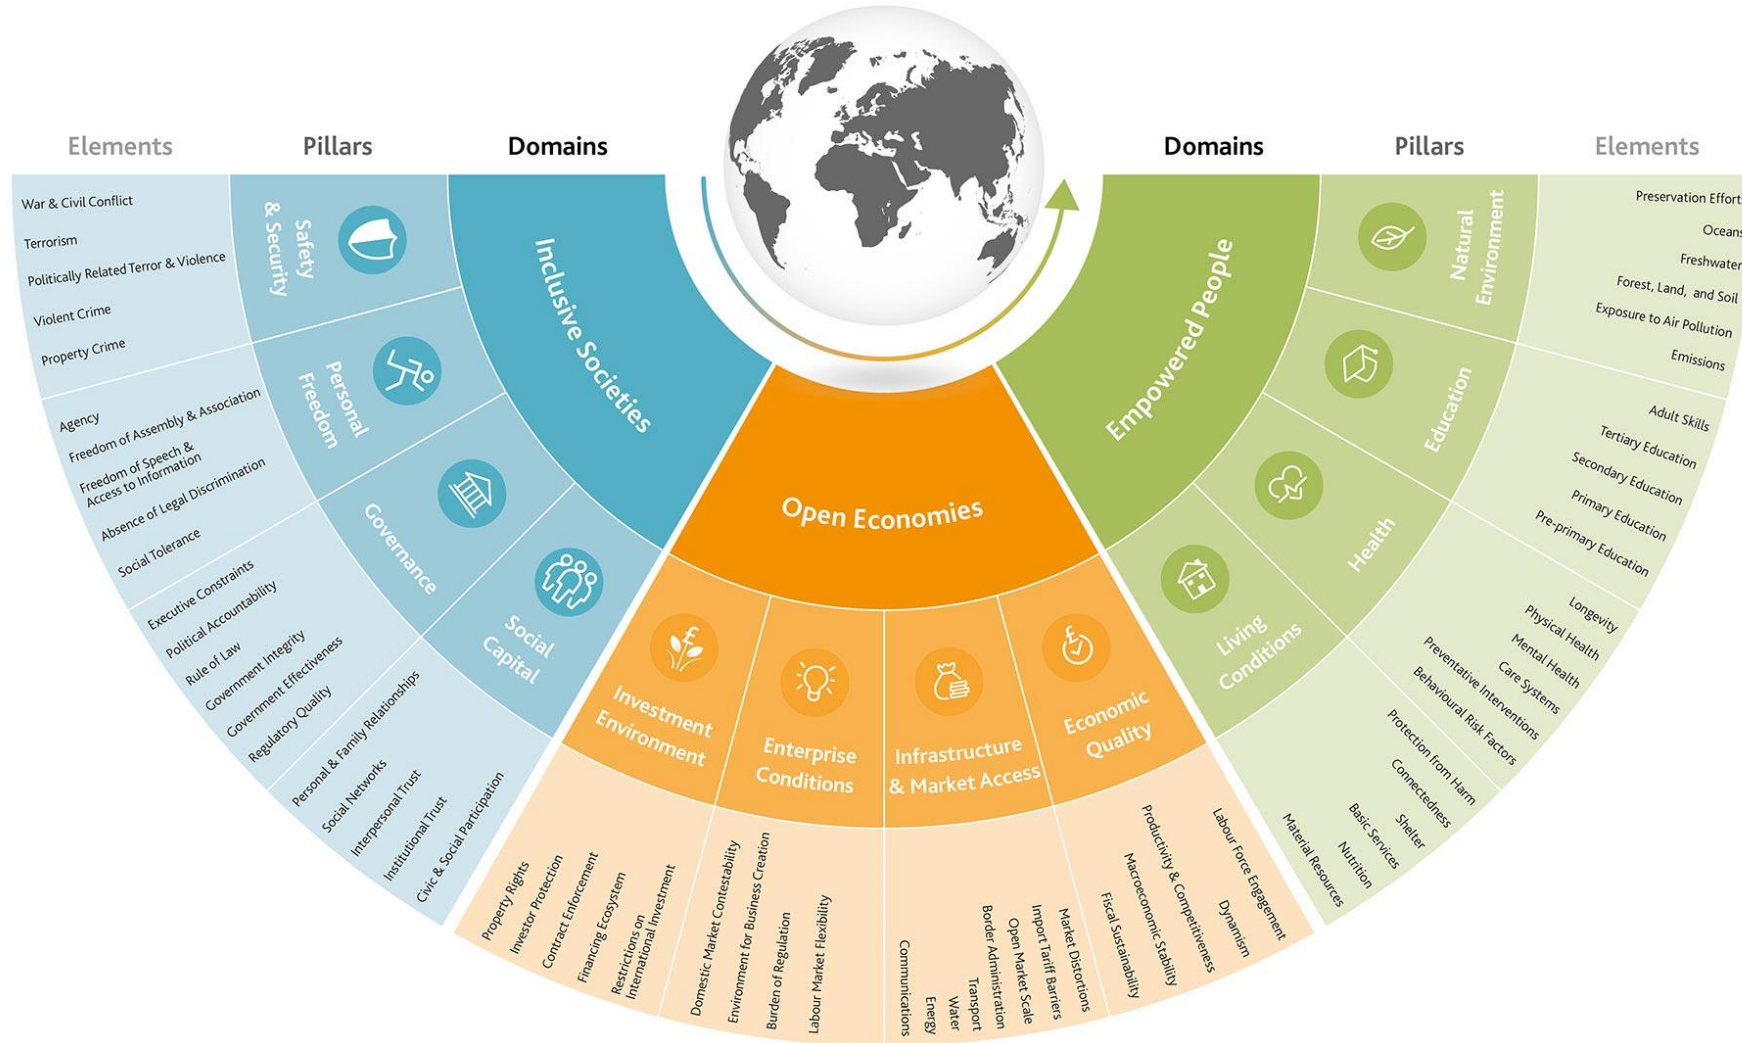 Elements
Pillars
Domains
Domains
Pillars
Elements
Inclusive Societies
Safety
& Security
War & Civil Conflict
Terrorism
Politically Related Terror & Violence
Violent Crime
Property Crime
Personal
Freedom
Agency
Freedom of Assembly & Association
Freedom of Speech &
Access to Information
Absence of Legal Discrimination
Social Tolerance
Governance
Executive Constraints
Political Accountability
Rule of Law
Government Integrity
Government Effectiveness
Regulatory Quality
Social
Capital
Personal & Family Relationships
Social Networks
Interpersonal Trust
Institutional Trust
Civic & Social Participation
Open Economies
Investment
Environment
Property Rights
Investor Protection
Contract Enforcement
Financing Ecosystem
Restrictions on
International Investment
Enterprise
Conditions
Domestic Market Contestability
Environment for Business Creation
Burden of Regulation
Labour Market Flexibility
Infrastructure
& Market Access
Communications
Energy
Water
Transport
Border Administration
Open Market Scale
Import Tariff Barriers
Market Distortions
Economic
Quality
Fiscal Sustainability
Macroeconomic Stability
Productivity & Competitiveness
Dynamism
Labour Force Engagement
Empowered People
Living
Conditions
Material Resources
Nutrition
Basic Services
Shelter
Connectedness
Protection from Harm
Health
Behavioural Risk Factors
Preventative Interventions
Care Systems
Mental Health
Physical Health
Longevity
Education
Pre-primary Education
Primary Education
Secondary Education
Tertiary Education
Adult Skills
Natural
Environment
Emissions
Exposure to Air Pollution
Forest, Land, and Soil
Freshwater
Oceans
Preservation Efforts
£
£